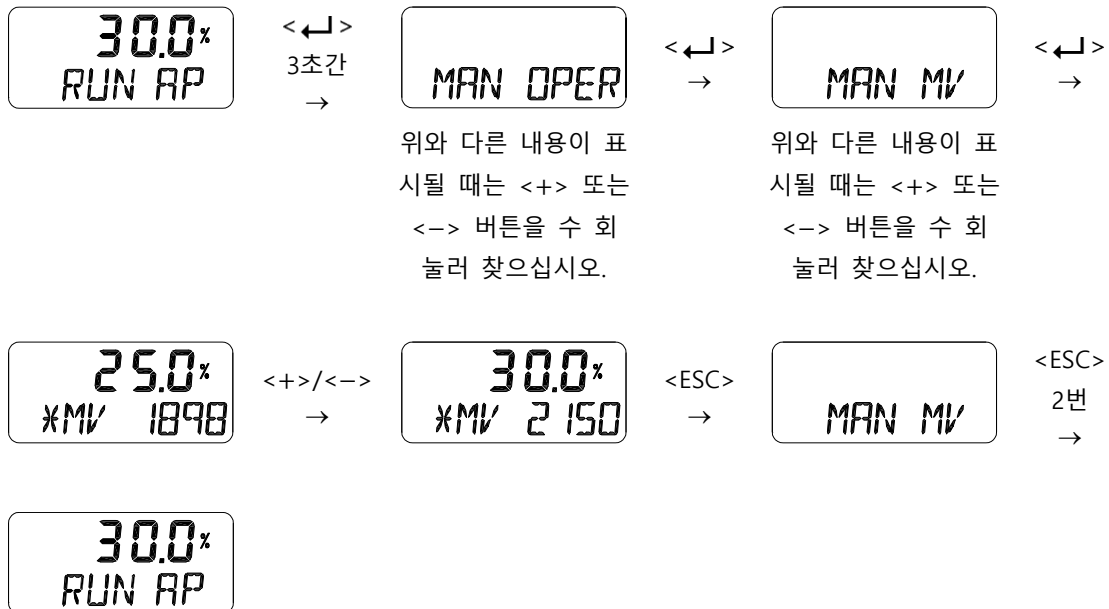 30.0%
RUN AP
<↵>
3초간
→
MAN OPER
<↵>
→
MAN MV
<↵>
→
위와 다른 내용이 표
시될 때는 <+> 또는
<−> 버튼을 수 회
눌러 찾으십시오.
위와 다른 내용이 표
시될 때는 <+> 또는
<−> 버튼을 수 회
눌러 찾으십시오.
25.0%
*MV 1898
<+>/<−>
→
30.0%
*MV 2150
<ESC>
→
MAN MV
<ESC>
2번
→
30.0%
RUN AP